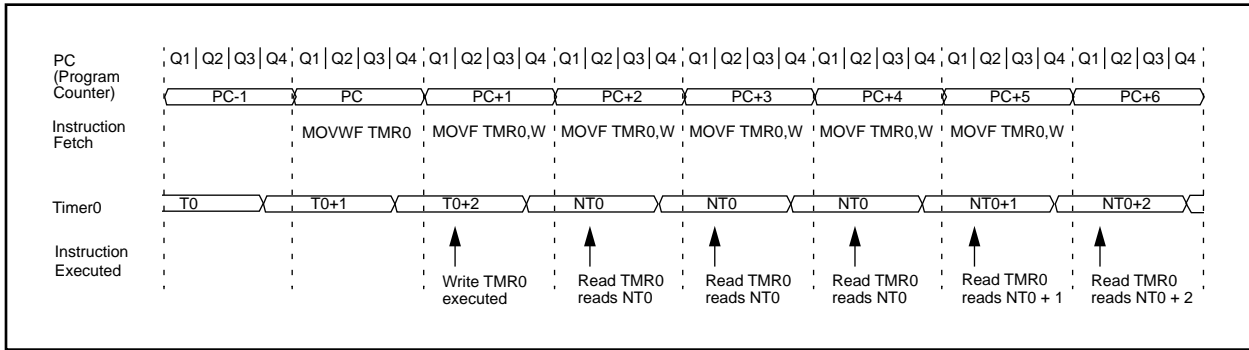 PC
(Program
Counter)
Q1 Q2 Q3 Q4 Q1 Q2 Q3 Q4 Q1 Q2 Q3 Q4 Q1 Q2 Q3 Q4 Q1 Q2 Q3 Q4 Q1 Q2 Q3 Q4 Q1 Q2 Q3 Q4 Q1 Q2 Q3 Q4
PC-1 PC PC+1 PC+2 PC+3 PC+4 PC+5 PC+6
Instruction
Fetch
MOVWF TMR0 MOVF TMR0,W MOVF TMR0,W MOVF TMR0,W MOVF TMR0,W MOVF TMR0,W
Timer0
T0 T0+1 T0+2 NT0 NT0 NT0 NT0+1 NT0+2
Instruction
Executed
Write TMR0
executed
Read TMR0
reads NT0
Read TMR0
reads NT0
Read TMR0
reads NT0
Read TMR0
reads NT0 + 1
Read TMR0
reads NT0 + 2